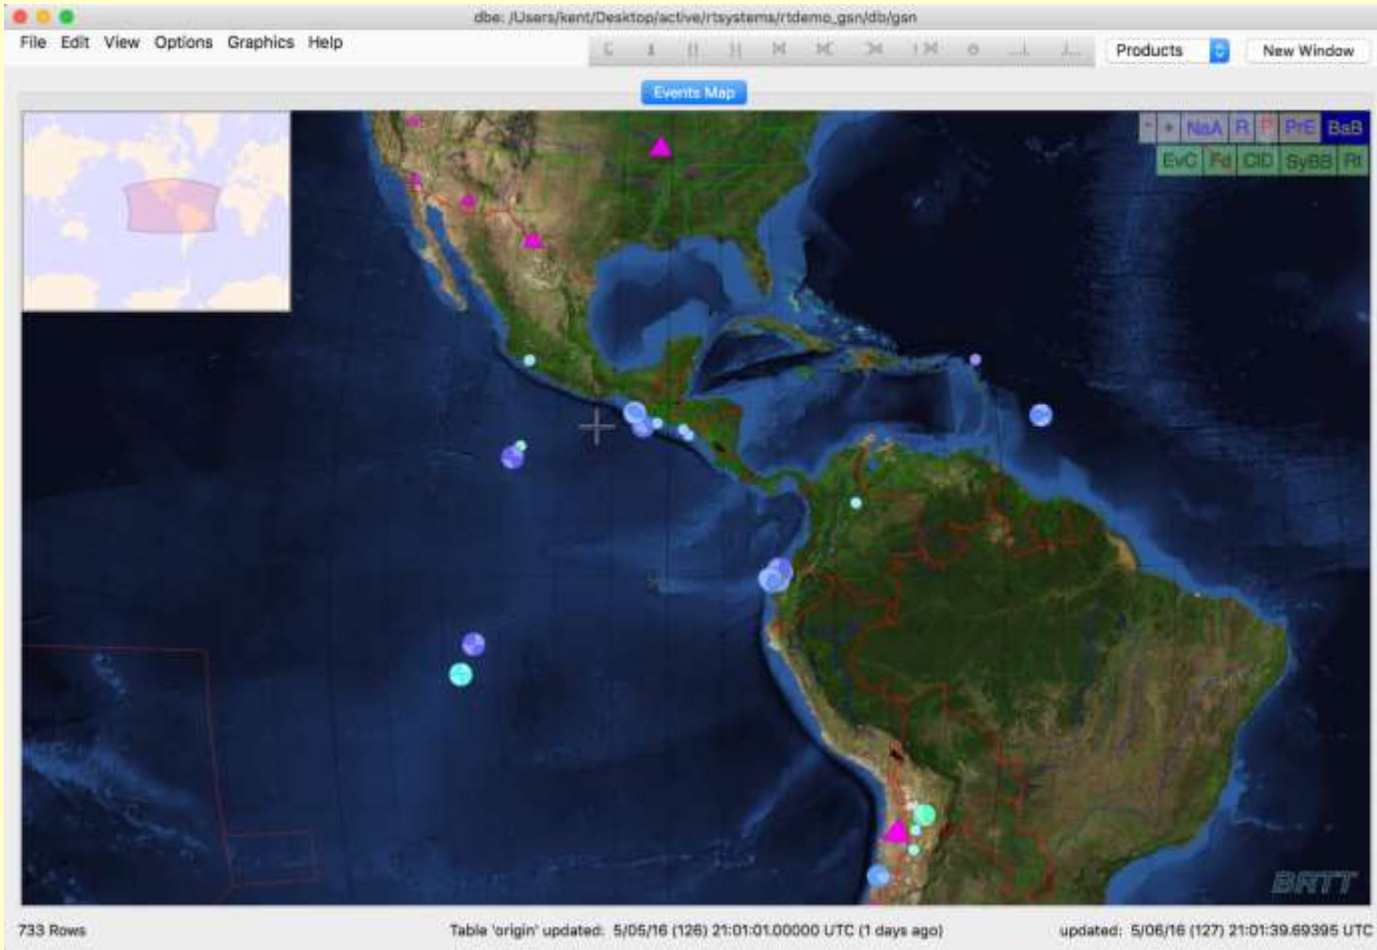 dbe: /Users/kent/Desktop/active/rtsystems/rtdemo_gsn/db/gsn
File Edit View Options Graphics Help
Products New Window
Events Map
NaA R P PrE BaB
EvC Fd ClD SyBB Rt
BRTT
733 Rows Table 'origin' updated: 5/05/16 (126) 21:01:01.00000 UTC (1 days ago) updated: 5/06/16 (127) 21:01:39.69395 UTC